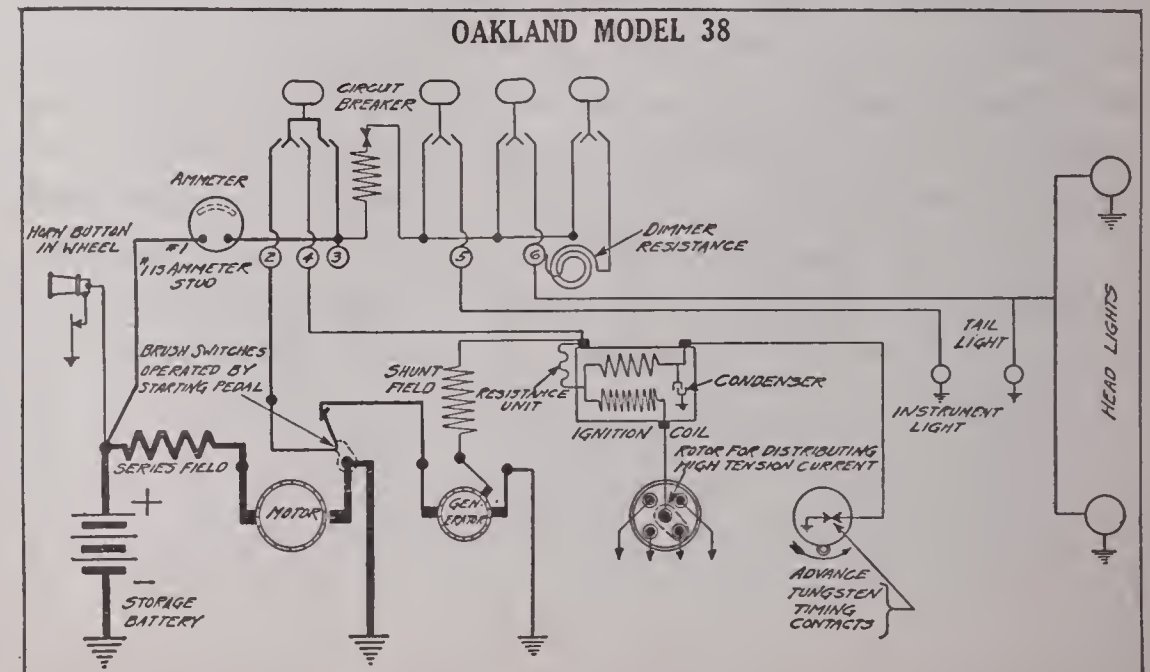 OAKLAND MODEL 38
CIRCUIT
BREAKER
AMMETER
HORN BUTTON
IN WHEEL
#1
#1 IS AMMETER
STUD
2
4
3
5
6
DIMMER
RESISTANCE
BRUSH SWITCHES
OPERATED BY
STARTING PEDAL
SHUNT
FIELD
RESISTANCE
UNIT
CONDENSER
TAIL
LIGHT
INSTRUMENT
LIGHT
HEAD LIGHTS
IGNITION COIL
ROTOR FOR DISTRIBUTING
HIGH TENSION CURRENT
SERIES FIELD
+
MOTOR
GEN-
ERATOR
-
STORAGE
BATTERY
ADVANCE
TUNGSTEN
TIMING
CONTACTS